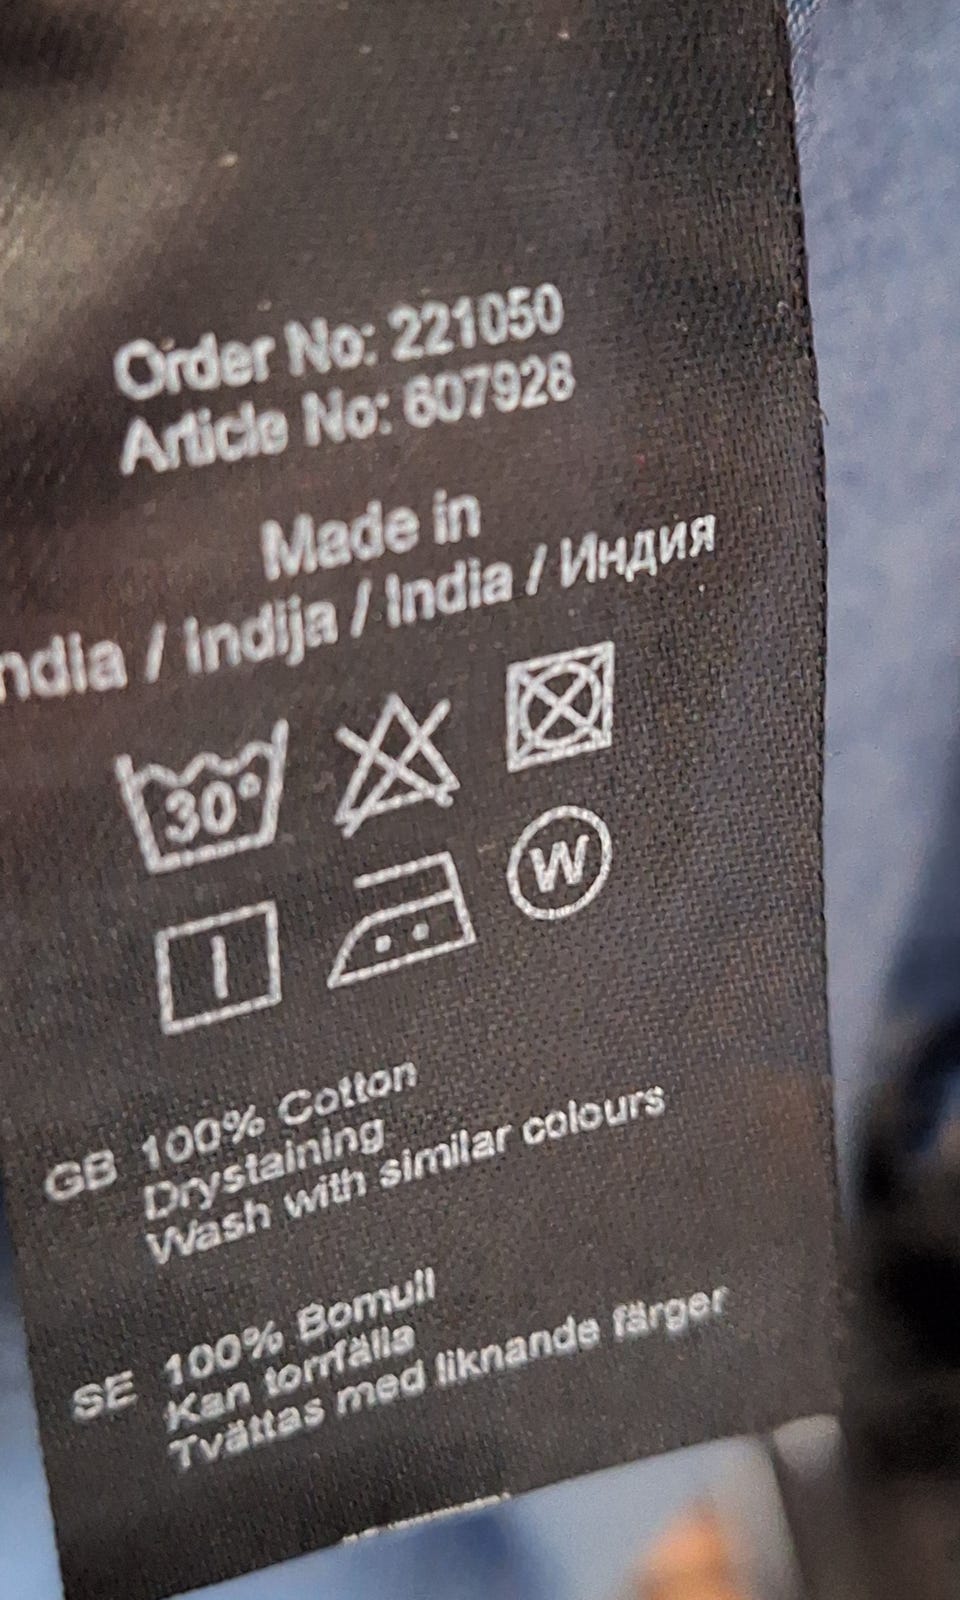 Order No: 221050
Article No: 607928
Made in
ndia / Indija / India / Индия
30°
W
GB 100% Cotton
Drystaining
Wash with similar colours
SE 100% Bomull
Kan torrfälla
Tvättas med liknande färger